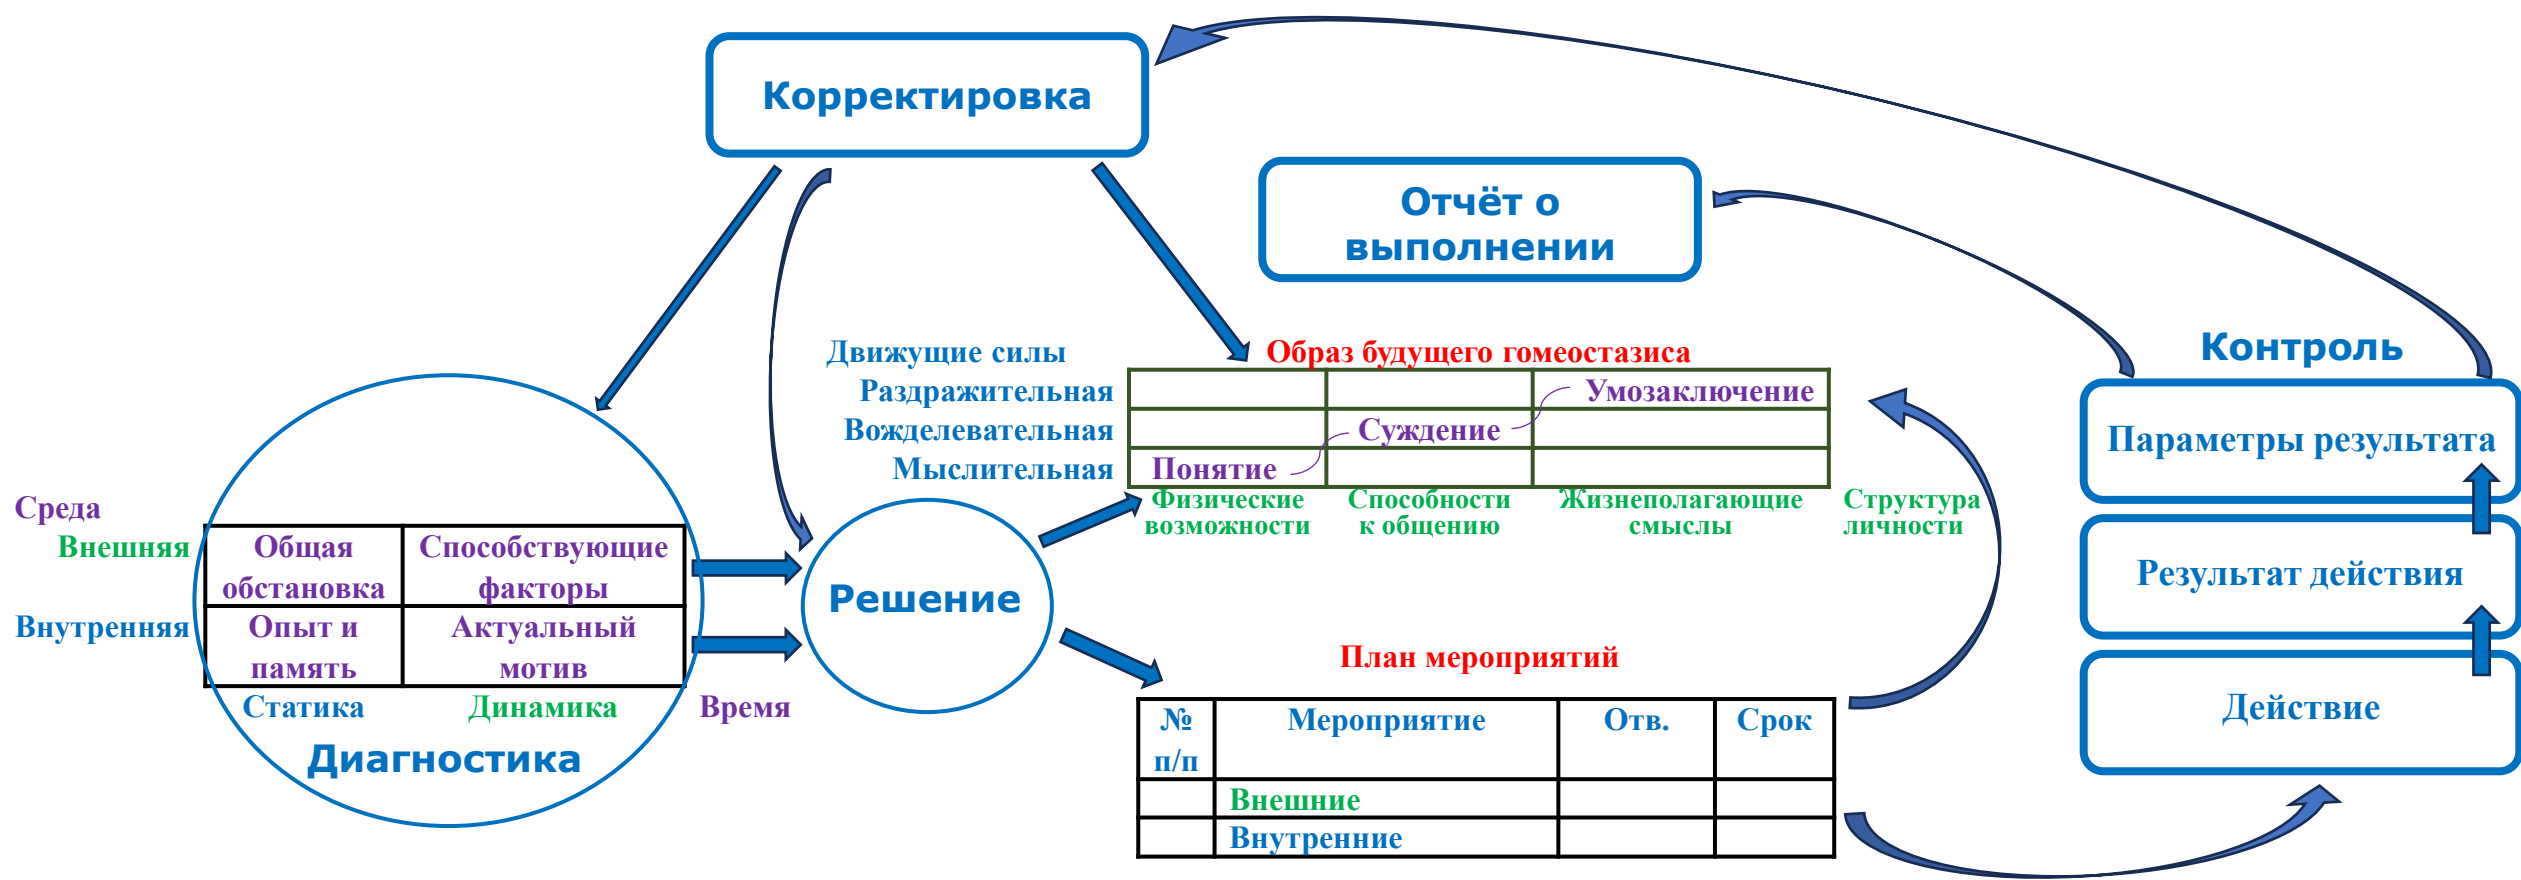 Корректировка
Отчёт о
выполнении
Контроль
Движущие силы
Образ будущего гомеостазиса
Раздражительная
Умозаключение
Вожделевательная
Суждение
Мыслительная
Понятие
Физические
возможности
Способности
к общению
Жизнеполагающие
смыслы
Структура
личности
Параметры результата
Результат действия
Действие
Среда
Внешняя
Общая
обстановка
Способствующие
факторы
Внутренняя
Опыт и
память
Актуальный
мотив
Статика
Динамика
Время
Диагностика
Решение
План мероприятий
№
п/п
Мероприятие
Отв.
Срок
Внешние
Внутренние